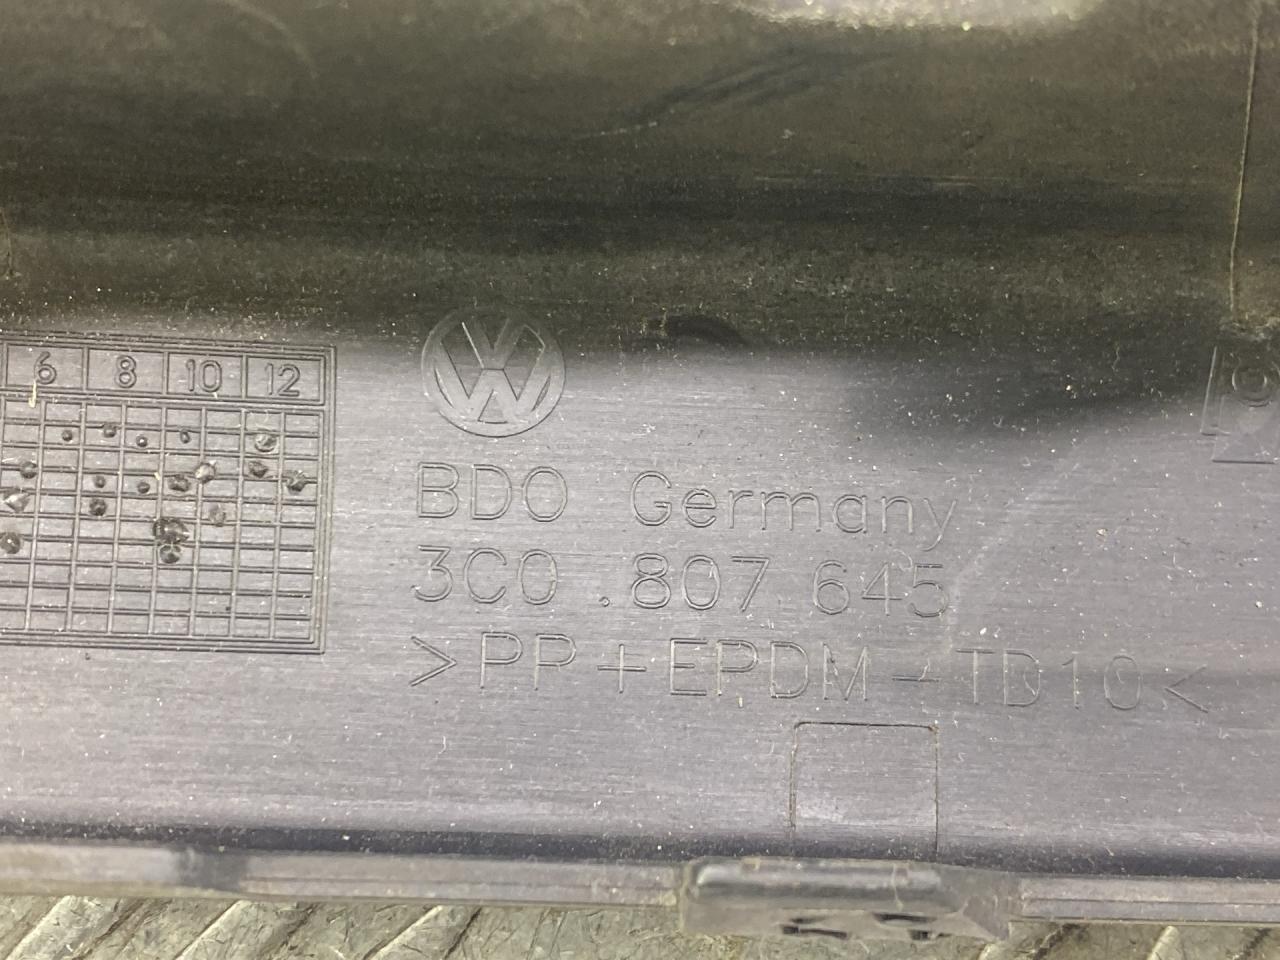 6 8 10 12
BDO Germany
3C0.807 645
>PP+EPDM-TD10<